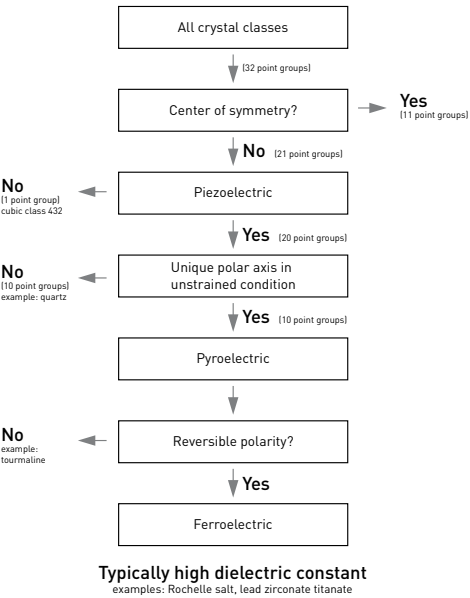 All crystal classes
(32 point groups)
Center of symmetry?
Yes
(11 point groups)
No (21 point groups)
No
(1 point group)
cubic class 432
Piezoelectric
Yes (20 point groups)
No
(10 point groups)
example: quartz
Unique polar axis in
unstrained condition
Yes (10 point groups)
Pyroelectric
No
example:
tourmaline
Reversible polarity?
Yes
Ferroelectric
Typically high dielectric constant
examples: Rochelle salt, lead zirconate titanate